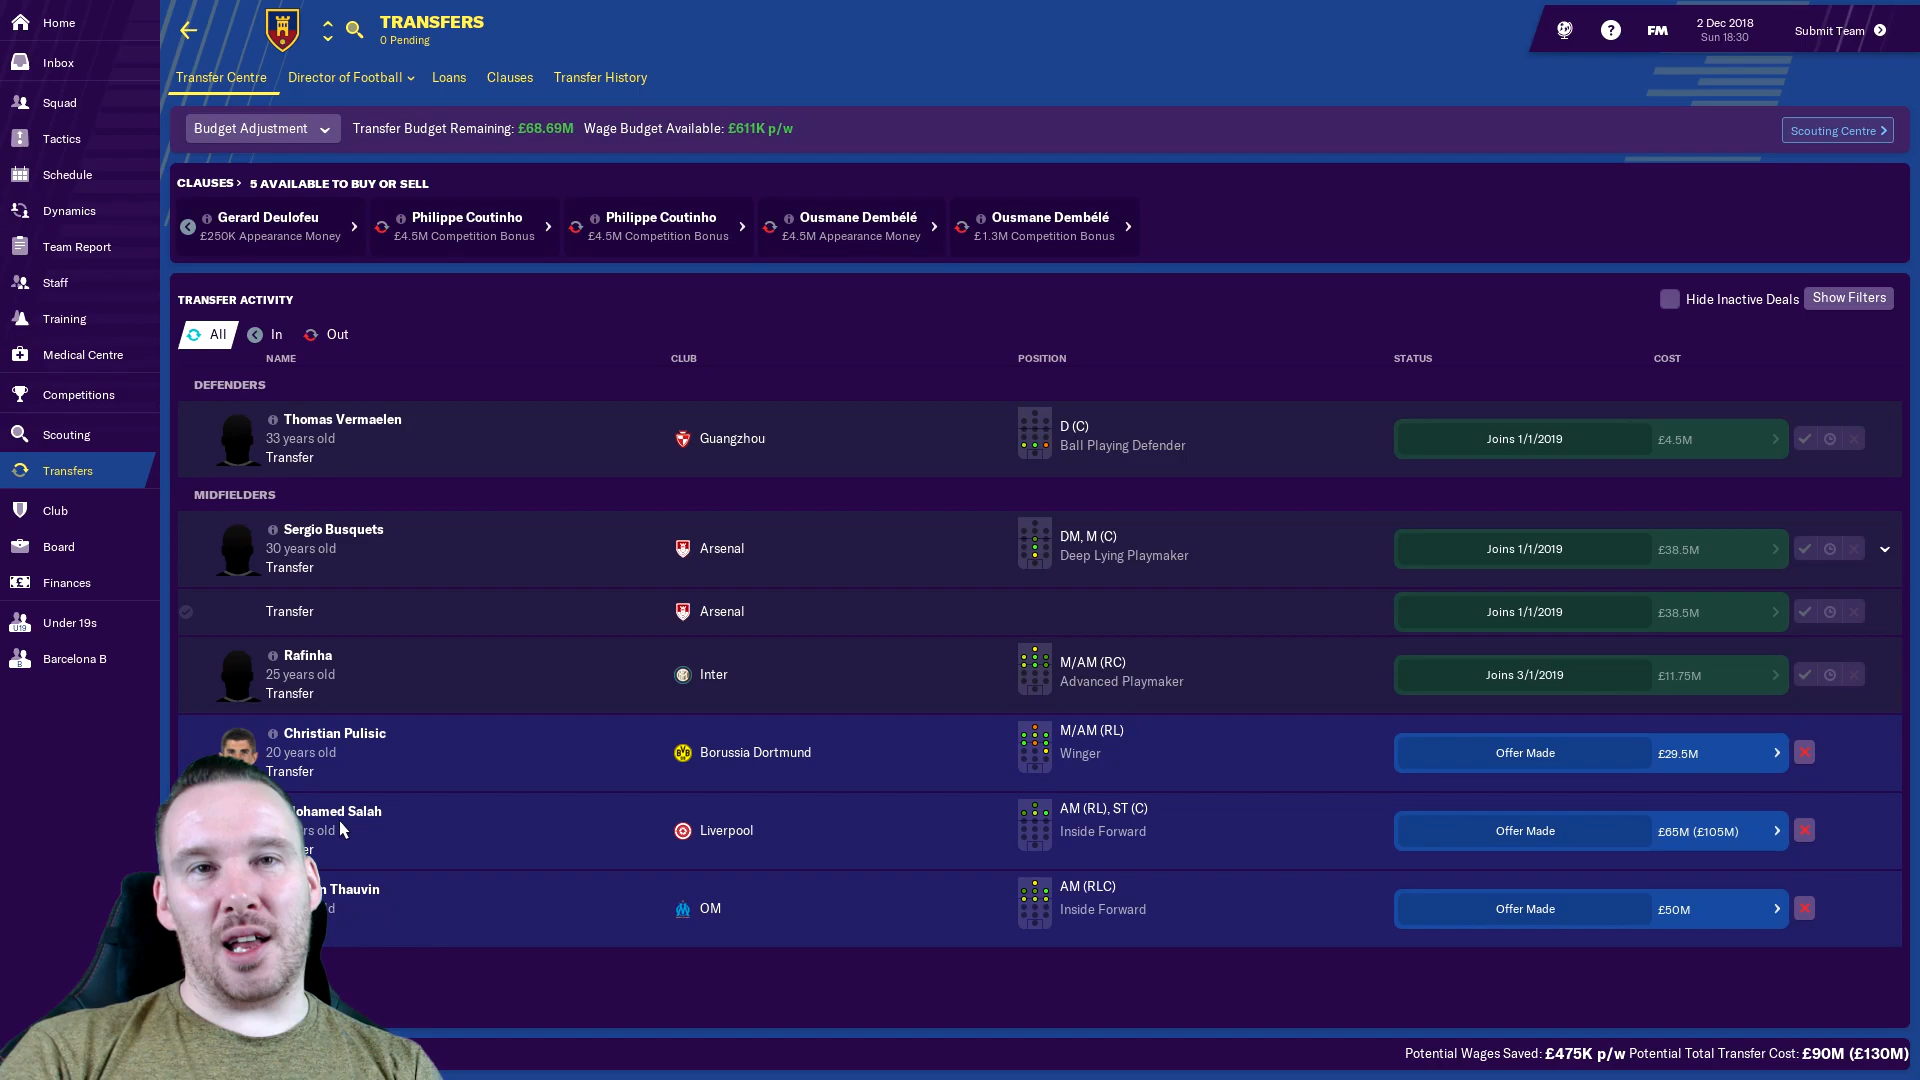 Home
Inbox
Squad
Tactics
Schedule
Dynamics
Team Report
Staff
Training
Medical Centre
Competitions
Scouting
Transfers
Club
Board
Finances
U19
Under 19s
B
Barcelona B
TRANSFERS
0 Pending
?
FM
2 Dec 2018
Sun 18:30
Submit Team
Transfer Centre
Director of Football
Loans
Clauses
Transfer History
Budget Adjustment
Transfer Budget Remaining: £68.69M
Wage Budget Available: £611K p/w
Scouting Centre
CLAUSES > 5 AVAILABLE TO BUY OR SELL
Gerard Deulofeu
£250K Appearance Money
Philippe Coutinho
£4.5M Competition Bonus
Philippe Coutinho
£4.5M Competition Bonus
Ousmane Dembélé
£4.5M Appearance Money
Ousmane Dembélé
£1.3M Competition Bonus
TRANSFER ACTIVITY
Hide Inactive Deals
Show Filters
All
In
Out
NAME
CLUB
POSITION
STATUS
COST
DEFENDERS
Thomas Vermaelen
33 years old
Transfer
Guangzhou
D (C)
Ball Playing Defender
Joins 1/1/2019
£4.5M
MIDFIELDERS
Sergio Busquets
30 years old
Transfer
Arsenal
DM, M (C)
Deep Lying Playmaker
Joins 1/1/2019
£38.5M
Transfer
Arsenal
Joins 1/1/2019
£38.5M
Rafinha
25 years old
Transfer
Inter
M/AM (RC)
Advanced Playmaker
Joins 3/1/2019
£11.75M
Christian Pulisic
20 years old
Transfer
BVB
Borussia Dortmund
M/AM (RL)
Winger
Offer Made
£29.5M
ohamed Salah
rs old
er
Liverpool
AM (RL), ST (C)
Inside Forward
Offer Made
£65M (£105M)
n Thauvin
d
OM
AM (RLC)
Inside Forward
Offer Made
£50M
Potential Wages Saved: £475K p/w Potential Total Transfer Cost: £90M (£130M)